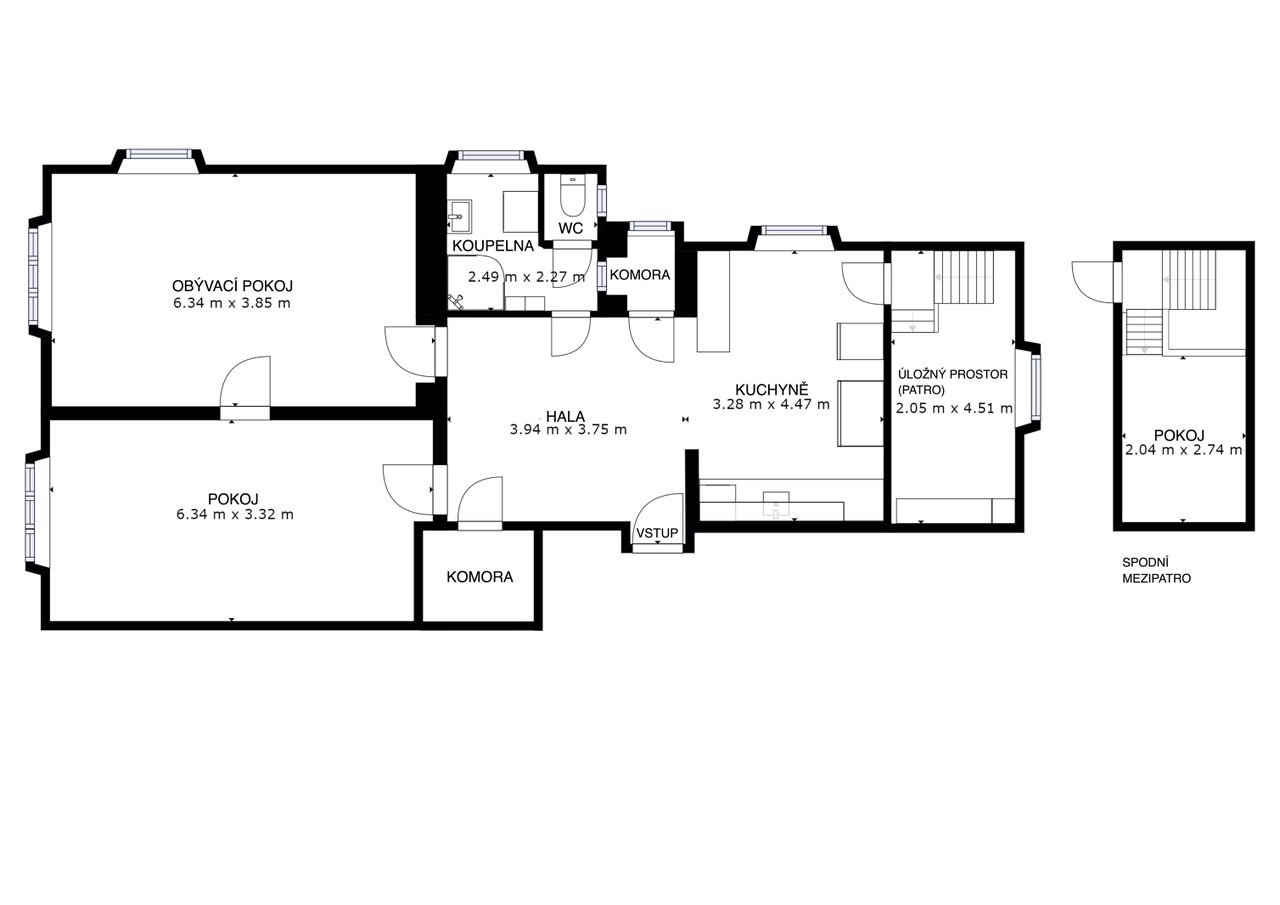 OBÝVACÍ POKOJ
6.34 m x 3.85 m
POKOJ
6.34 m x 3.32 m
KOUPELNA
2.49 m x 2.27 m
WC
KOMORA
HALA
3.94 m x 3.75 m
VSTUP
KOMORA
KUCHYNĚ
3.28 m x 4.47 m
ÚLOŽNÝ PROSTOR
(PATRO)
2.05 m x 4.51 m
POKOJ
2.04 m x 2.74 m
SPODNÍ
MEZIPATRO